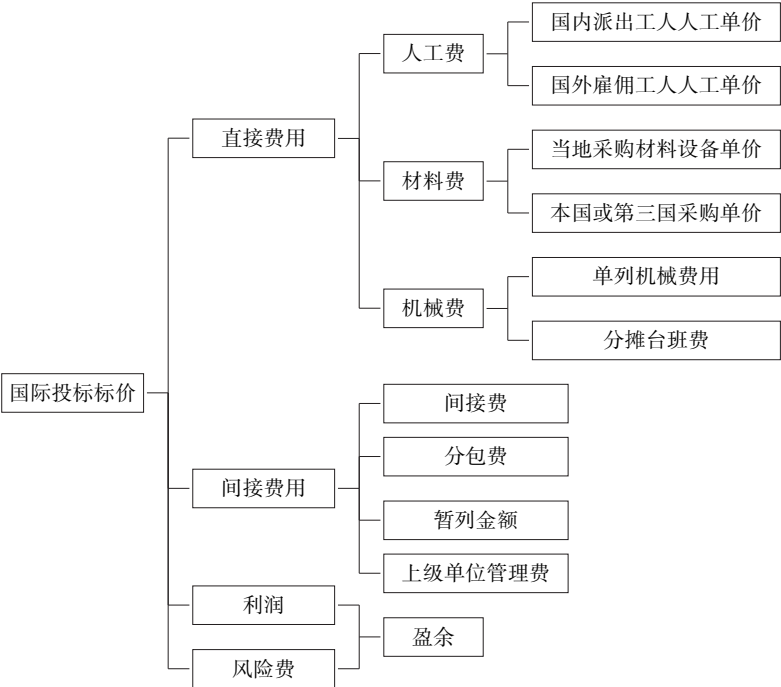 国际投标标价
直接费用
人工费
国内派出工人人工单价
国外雇佣工人人工单价
材料费
当地采购材料设备单价
本国或第三国采购单价
机械费
单列机械费用
分摊台班费
间接费用
间接费
分包费
暂列金额
上级单位管理费
利润
风险费
盈余